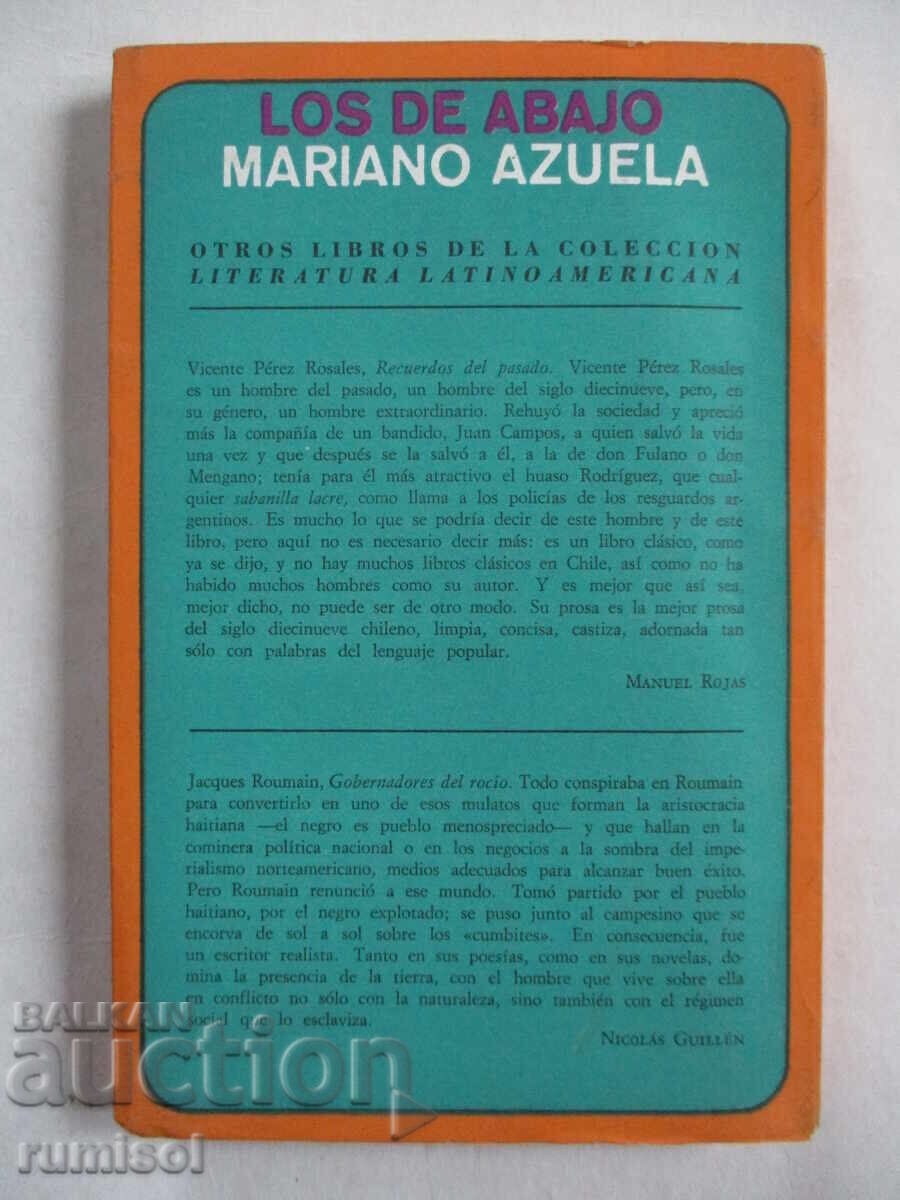 LOS DE ABAJO
MARIANO AZUELA
OTROS LIBROS DE LA COLECCION
LITERATURA LATINOAMERICANA
Vicente Pérez Rosales, Recuerdos del pasado. Vicente Pérez Rosales
es un hombre del pasado, un hombre del siglo diecinueve, pero, en
su género, un hombre extraordinario. Rehuyó la sociedad y apreció
más la compañía de un bandido, Juan Campos, a quien salvó la vida
una vez y que después se la salvó a él, a la de don Fulano o don
Mengano; tenía para él más atractivo el huaso Rodríguez, que cual-
quier sabanilla lacre, como llama a los policías de los resguardos ar-
gentinos. Es mucho lo que se podría decir de este hombre y de este
libro, pero aquí no es necesario decir más: es un libro clásico, como
ya se dijo, y no hay muchos libros clásicos en Chile, así como no ha
habido muchos hombres como su autor. Y es mejor que así sea,
mejor dicho, no puede ser de otro modo. Su prosa es la mejor prosa
del siglo diecinueve chileno, limpia, concisa, castiza, adornada tan
sólo con palabras del lenguaje popular.
MANUEL ROJAS
Jacques Roumain, Gobernadores del rocío. Todo conspiraba en Roumain
para convertirlo en uno de esos mulatos que forman la aristocracia
haitiana —el negro es pueblo menospreciado— y que hallan en la
cominera política nacional o en los negocios a la sombra del impe-
rialismo norteamericano, medios adecuados para alcanzar buen éxito.
Pero Roumain renunció a ese mundo. Tomó partido por el pueblo
haitiano, por el negro explotado; se puso junto al campesino que se
encorva de sol a sol sobre los «cumbites». En consecuencia, fue
un escritor realista. Tanto en sus poesías, como en sus novelas, do-
mina la presencia de la tierra, con el hombre que vive sobre ella
en conflicto no sólo con la naturaleza, sino también con el régimen
social que lo esclaviza.
NICOLÁS GUILLÉN
BALKAN
auction
rumisol